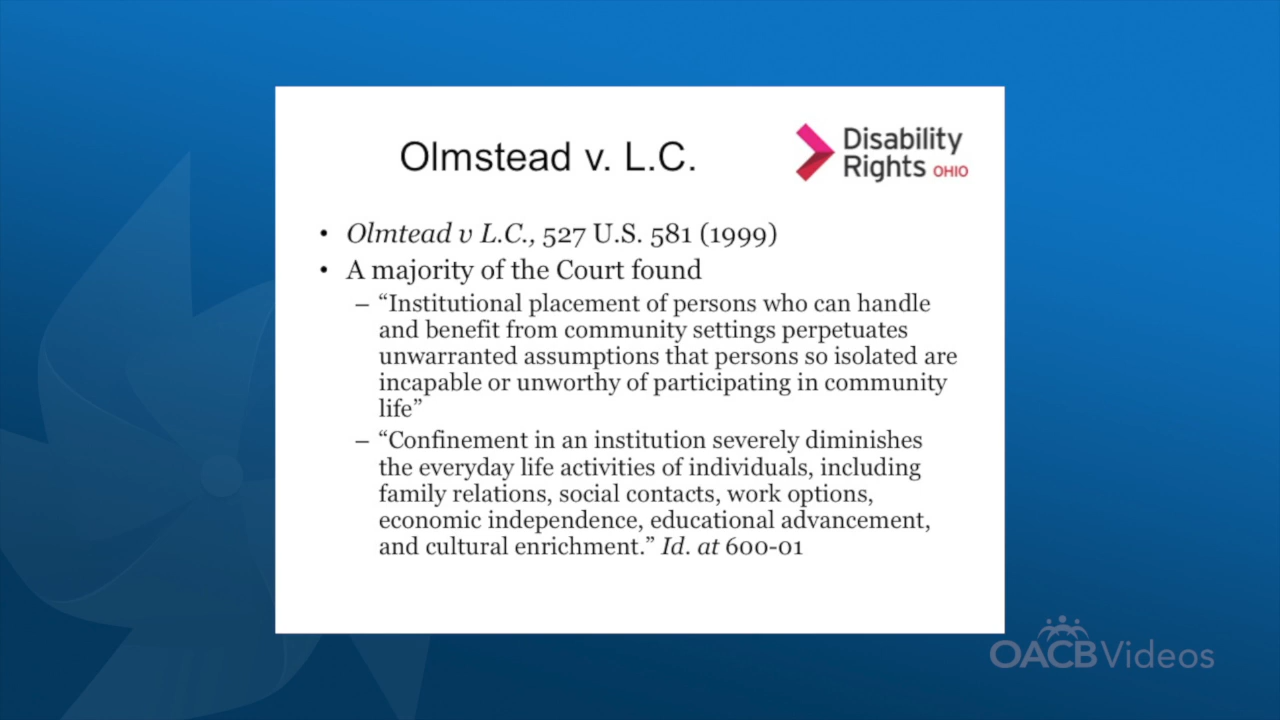 Olmstead v. L.C.
Disability
Rights OHIO
• Olmtead v L.C., 527 U.S. 581 (1999)
• A majority of the Court found
– “Institutional placement of persons who can handle
and benefit from community settings perpetuates
unwarranted assumptions that persons so isolated are
incapable or unworthy of participating in community
life”
– “Confinement in an institution severely diminishes
the everyday life activities of individuals, including
family relations, social contacts, work options,
economic independence, educational advancement,
and cultural enrichment.” Id. at 600-01
OACBVideos